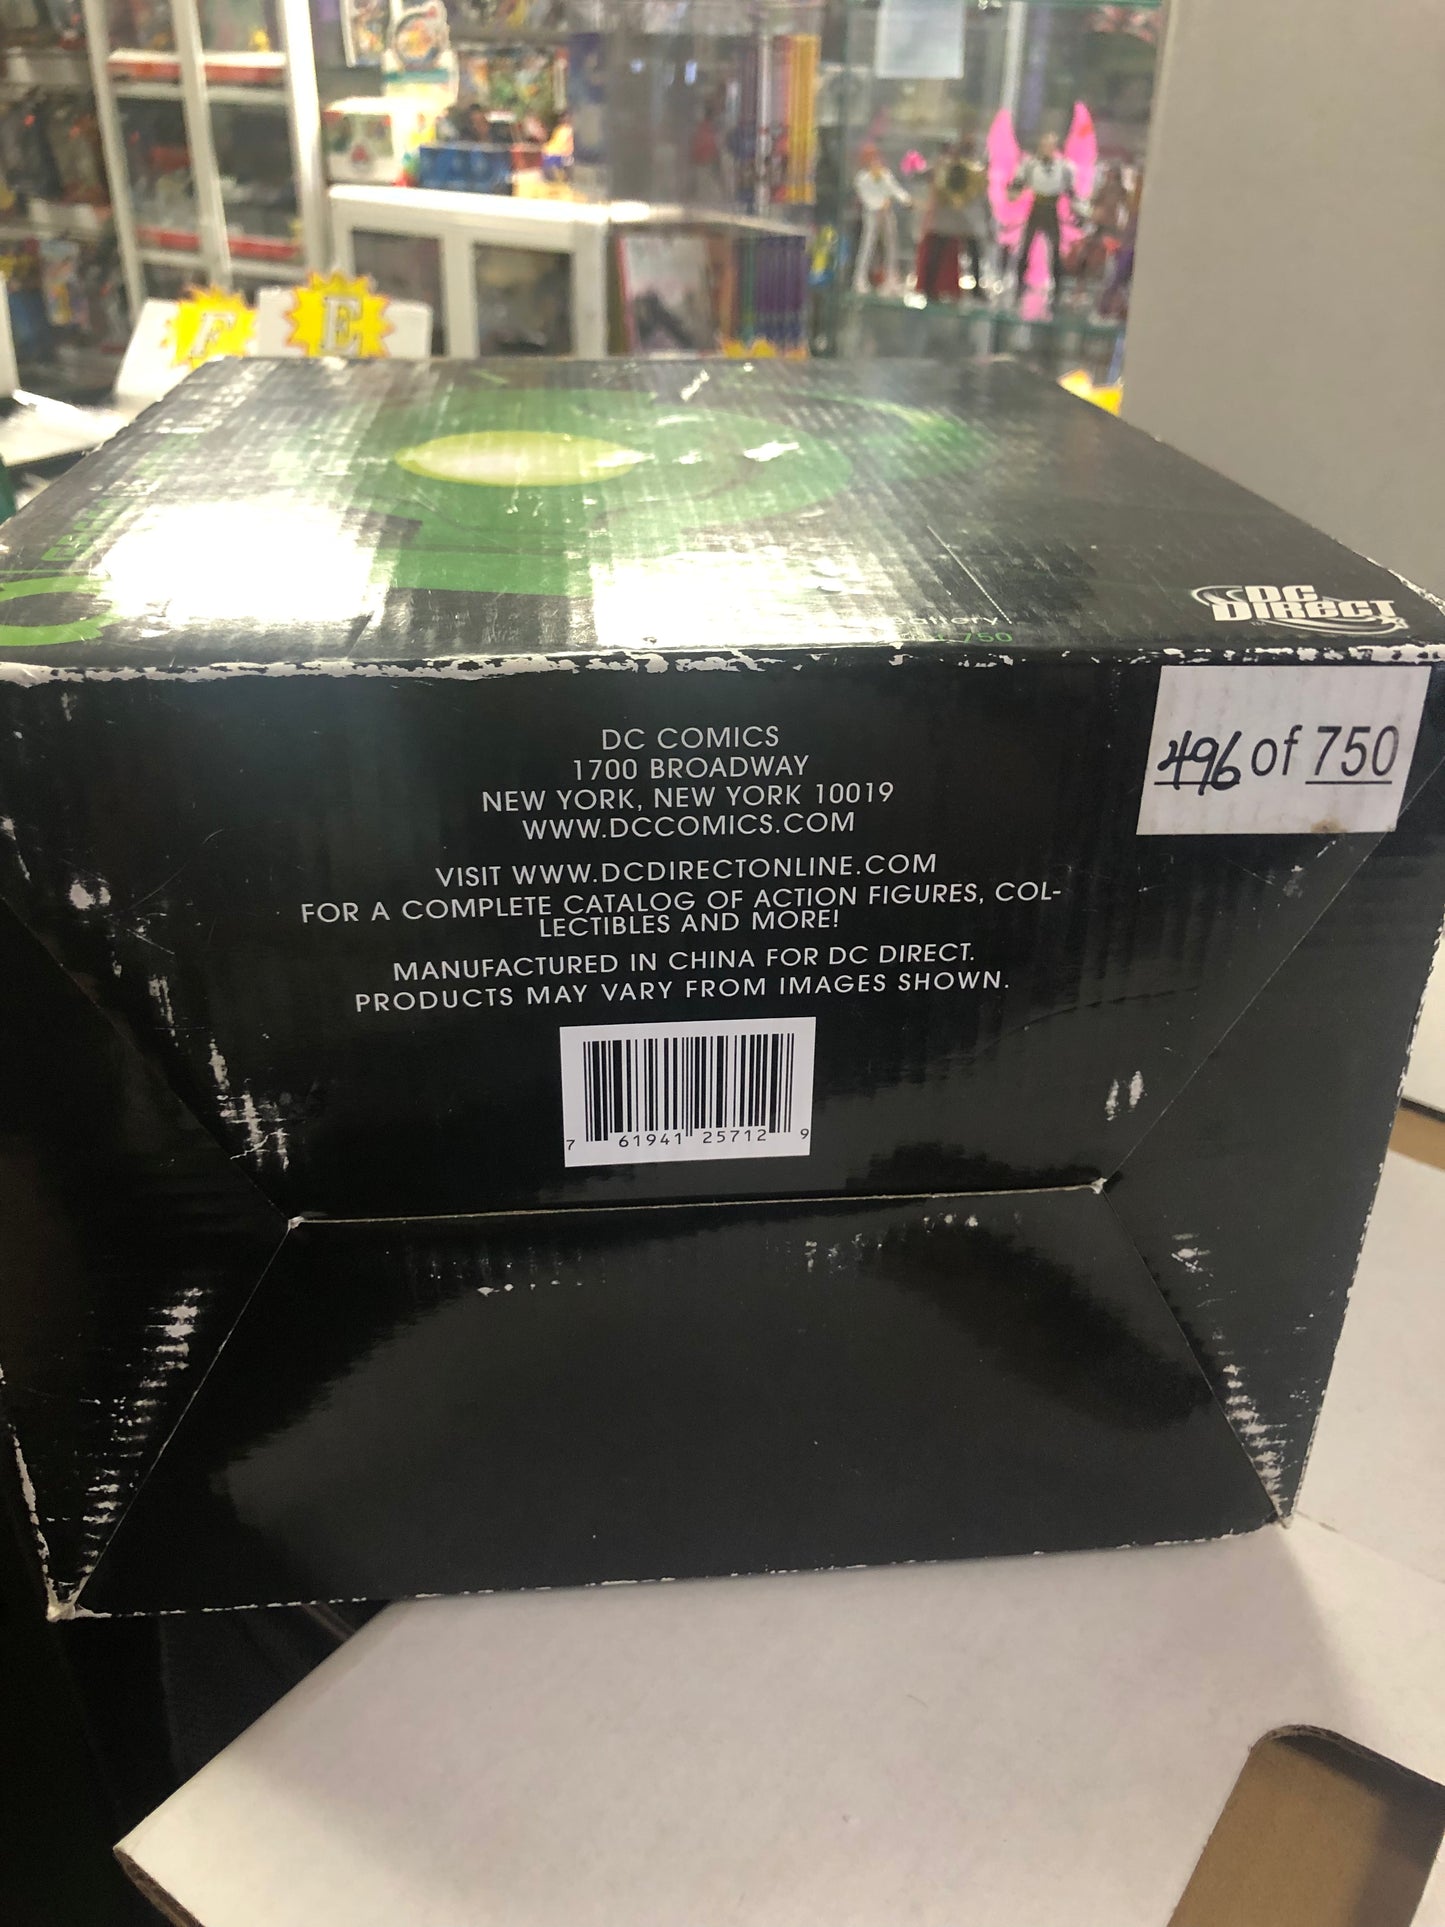 F
E
DC
DIRECT
750
496 of 750
DC COMICS
1700 BROADWAY
NEW YORK, NEW YORK 10019
WWW.DCCOMICS.COM
VISIT WWW.DCDIRECTONLINE.COM
FOR A COMPLETE CATALOG OF ACTION FIGURES, COL-
LECTIBLES AND MORE!
MANUFACTURED IN CHINA FOR DC DIRECT.
PRODUCTS MAY VARY FROM IMAGES SHOWN.
7 61941 25712 9